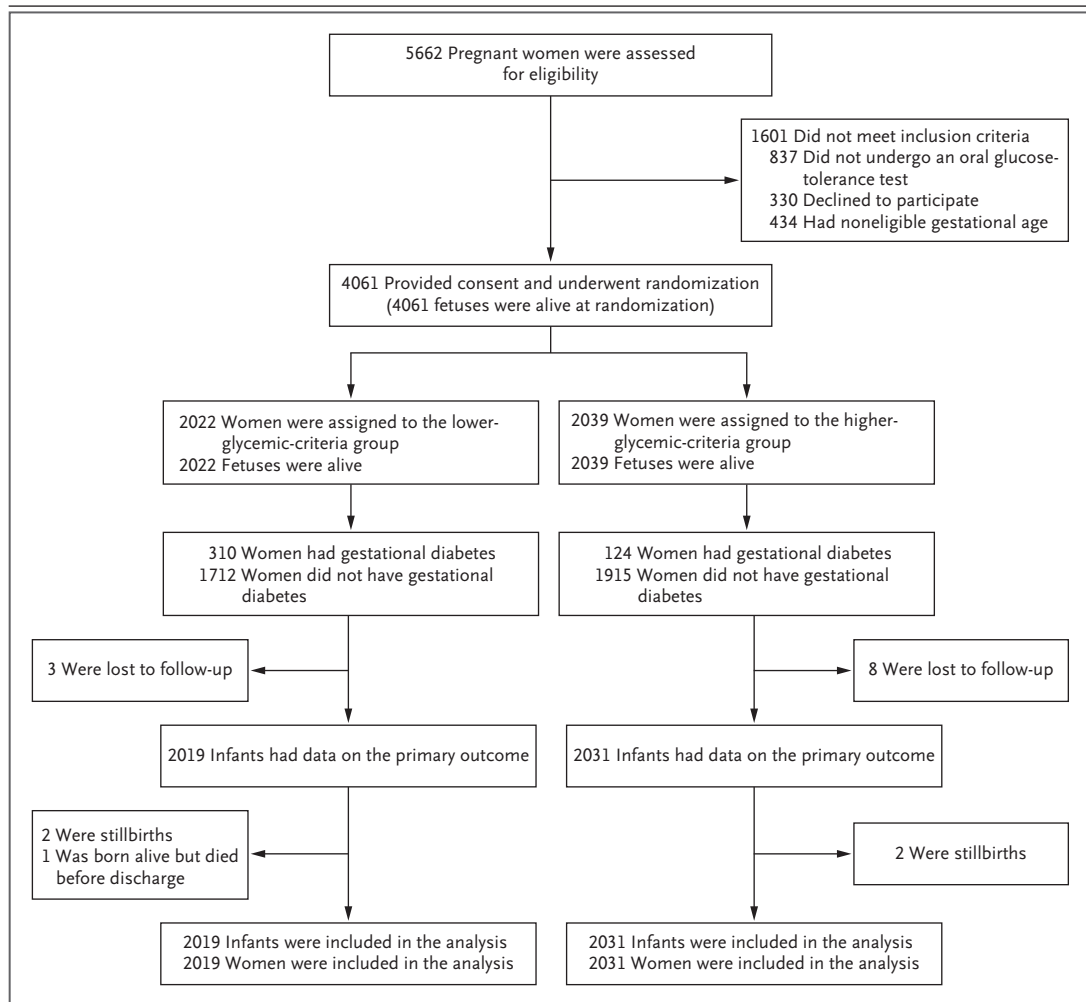 5662 Pregnant women were assessed
for eligibility
1601 Did not meet inclusion criteria
837 Did not undergo an oral glucose-
tolerance test
330 Declined to participate
434 Had noneligible gestational age
4061 Provided consent and underwent randomization
(4061 fetuses were alive at randomization)
2022 Women were assigned to the lower-
glycemic-criteria group
2022 Fetuses were alive
2039 Women were assigned to the higher-
glycemic-criteria group
2039 Fetuses were alive
310 Women had gestational diabetes
1712 Women did not have gestational
diabetes
124 Women had gestational diabetes
1915 Women did not have gestational
diabetes
3 Were lost to follow-up
8 Were lost to follow-up
2019 Infants had data on the primary outcome
2031 Infants had data on the primary outcome
2 Were stillbirths
1 Was born alive but died
before discharge
2 Were stillbirths
2019 Infants were included in the analysis
2019 Women were included in the analysis
2031 Infants were included in the analysis
2031 Women were included in the analysis